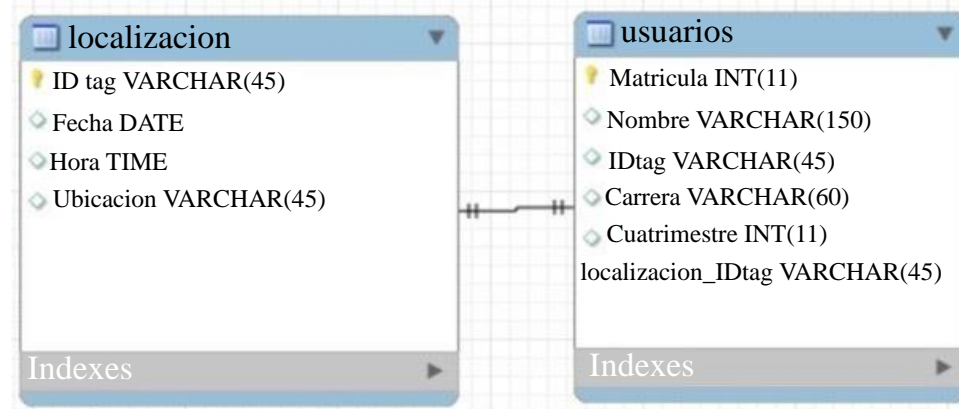 localizacion
ID tag VARCHAR(45)
Fecha DATE
Hora TIME
Ubicacion VARCHAR(45)
Indexes
usuarios
Matricula INT(11)
Nombre VARCHAR(150)
IDtag VARCHAR(45)
Carrera VARCHAR(60)
Cuatrimestre INT(11)
localizacion_IDtag VARCHAR(45)
Indexes